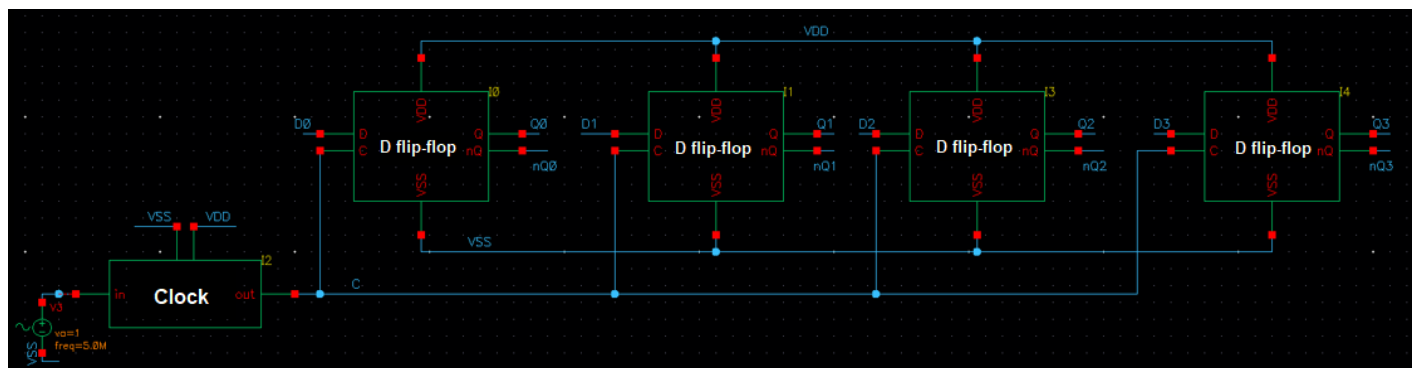 VDD
I0 I1 I3 I4
VDD VDD VDD VDD
D0 D Q Q0 D1 D Q Q1 D2 D Q Q2 D3 D Q Q3
D flip-flop D flip-flop D flip-flop D flip-flop
C nQ nQ0 C nQ nQ1 C nQ nQ2 C nQ nQ3
VSS VSS VSS VSS
VSS VDD VSS
I2
C
in Clock out
v3
va=1
freq=5.0M
VSS